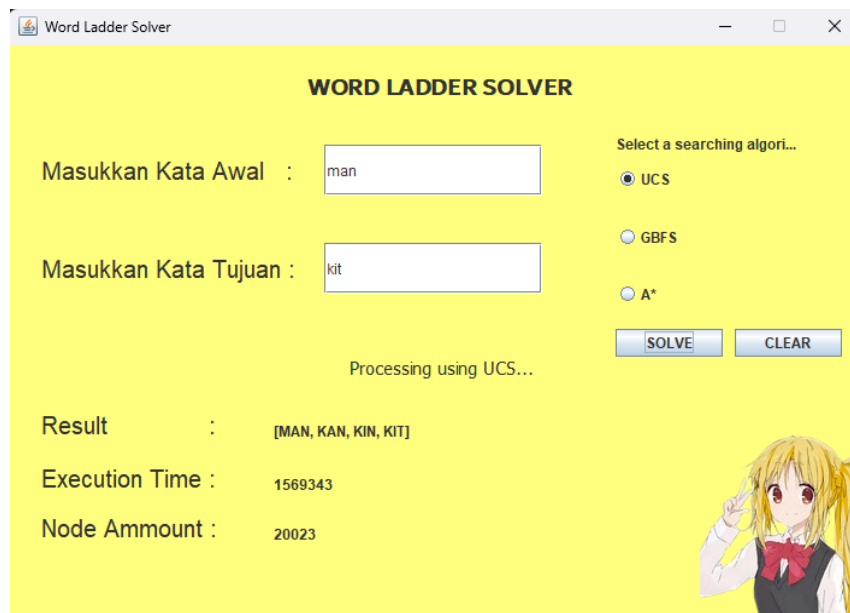 Word Ladder Solver
WORD LADDER SOLVER
Select a searching algori...
Masukkan Kata Awal :
man
UCS
GBFS
Masukkan Kata Tujuan :
kit
A*
SOLVE
CLEAR
Processing using UCS...
Result :
[MAN, KAN, KIN, KIT]
Execution Time :
1569343
Node Ammount :
20023